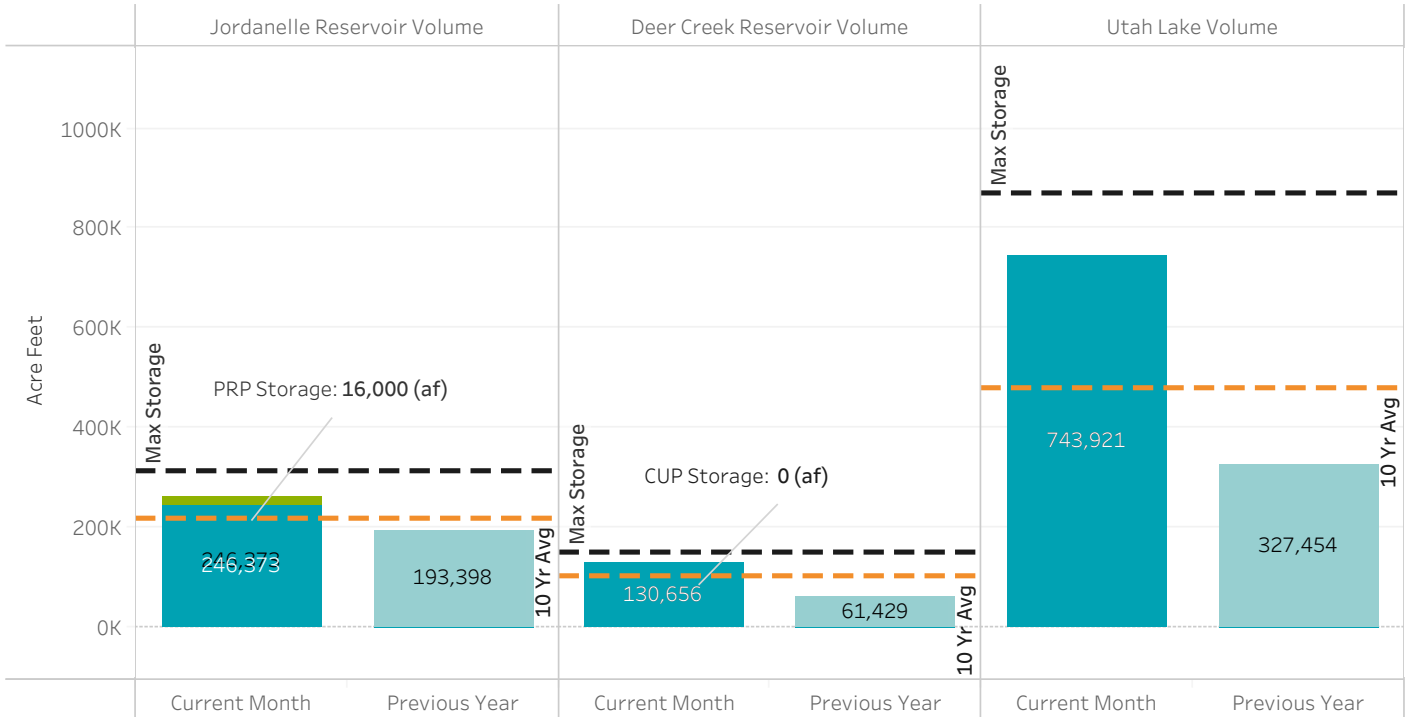 Jordanelle Reservoir Volume
Deer Creek Reservoir Volume
Utah Lake Volume
Acre Feet
1000K
800K
600K
400K
200K
0K
Max Storage
PRP Storage: 16,000 (af)
246,373
246,373
193,398
10 Yr Avg
Max Storage
CUP Storage: 0 (af)
130,656
61,429
10 Yr Avg
Max Storage
743,921
327,454
10 Yr Avg
Current Month
Previous Year
Current Month
Previous Year
Current Month
Previous Year